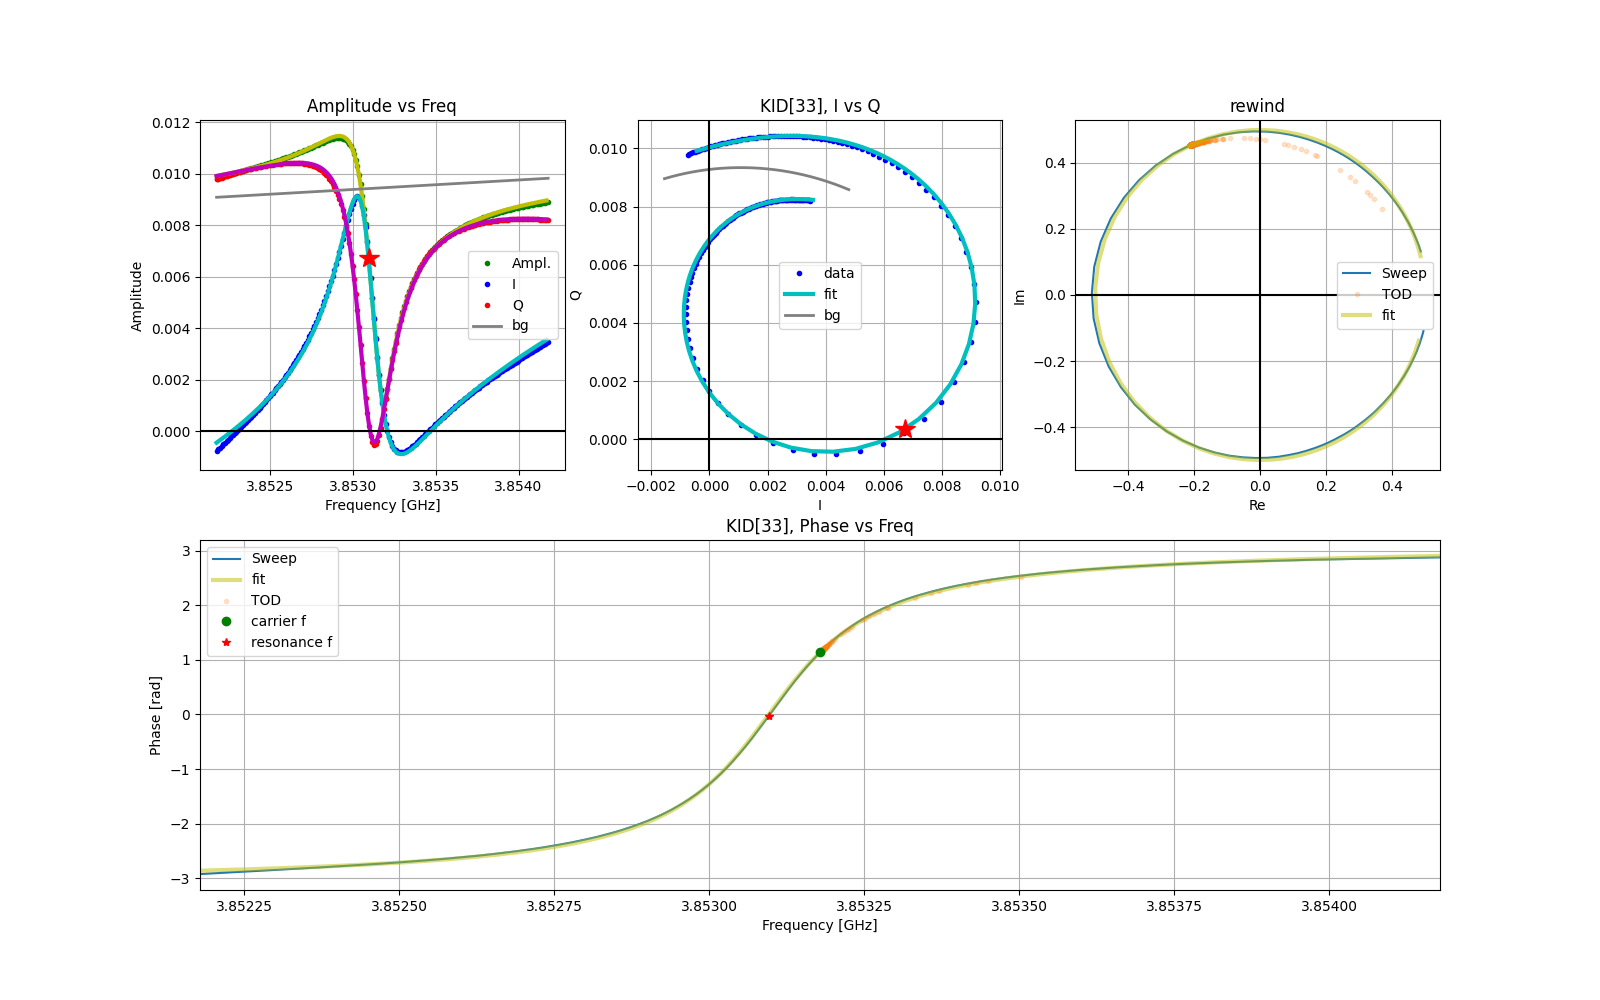 Amplitude vs Freq
0.012
0.010
0.008
0.006
0.004
0.002
0.000
Amplitude
3.8525
3.8530
3.8535
3.8540
Frequency [GHz]
Ampl.
I
Q
bg
KID[33], I vs Q
0.010
0.008
0.006
0.004
0.002
0.000
Q
−0.002
0.000
0.002
0.004
0.006
0.008
0.010
I
data
fit
bg
rewind
0.4
0.2
0.0
−0.2
−0.4
Im
−0.4
−0.2
0.0
0.2
0.4
Re
Sweep
TOD
fit
KID[33], Phase vs Freq
3
2
1
0
−1
−2
−3
Phase [rad]
Sweep
fit
TOD
carrier f
resonance f
3.85225
3.85250
3.85275
3.85300
3.85325
3.85350
3.85375
3.85400
Frequency [GHz]